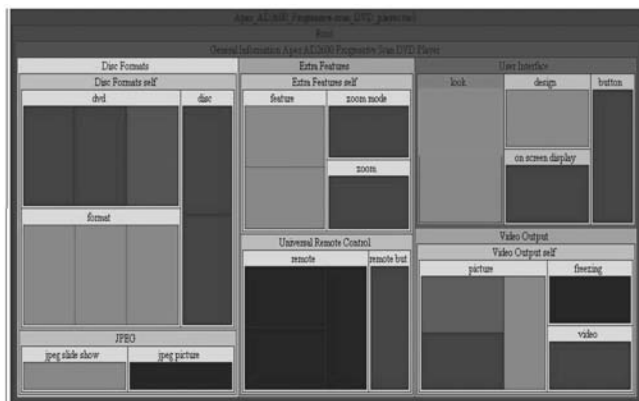 Root
General Information Apex AD2600 Progressive Scan DVD Player
Disc Formats
Disc Formats self
dvd
disc
format
JPEG
jpeg slide show
jpeg picture
Extra Features
Extra Features self
feature
zoom mode
zoom
Universal Remote Control
remote
remote but
User Interface
look
design
button
on screen display
Video Output
Video Output self
picture
freezing
video